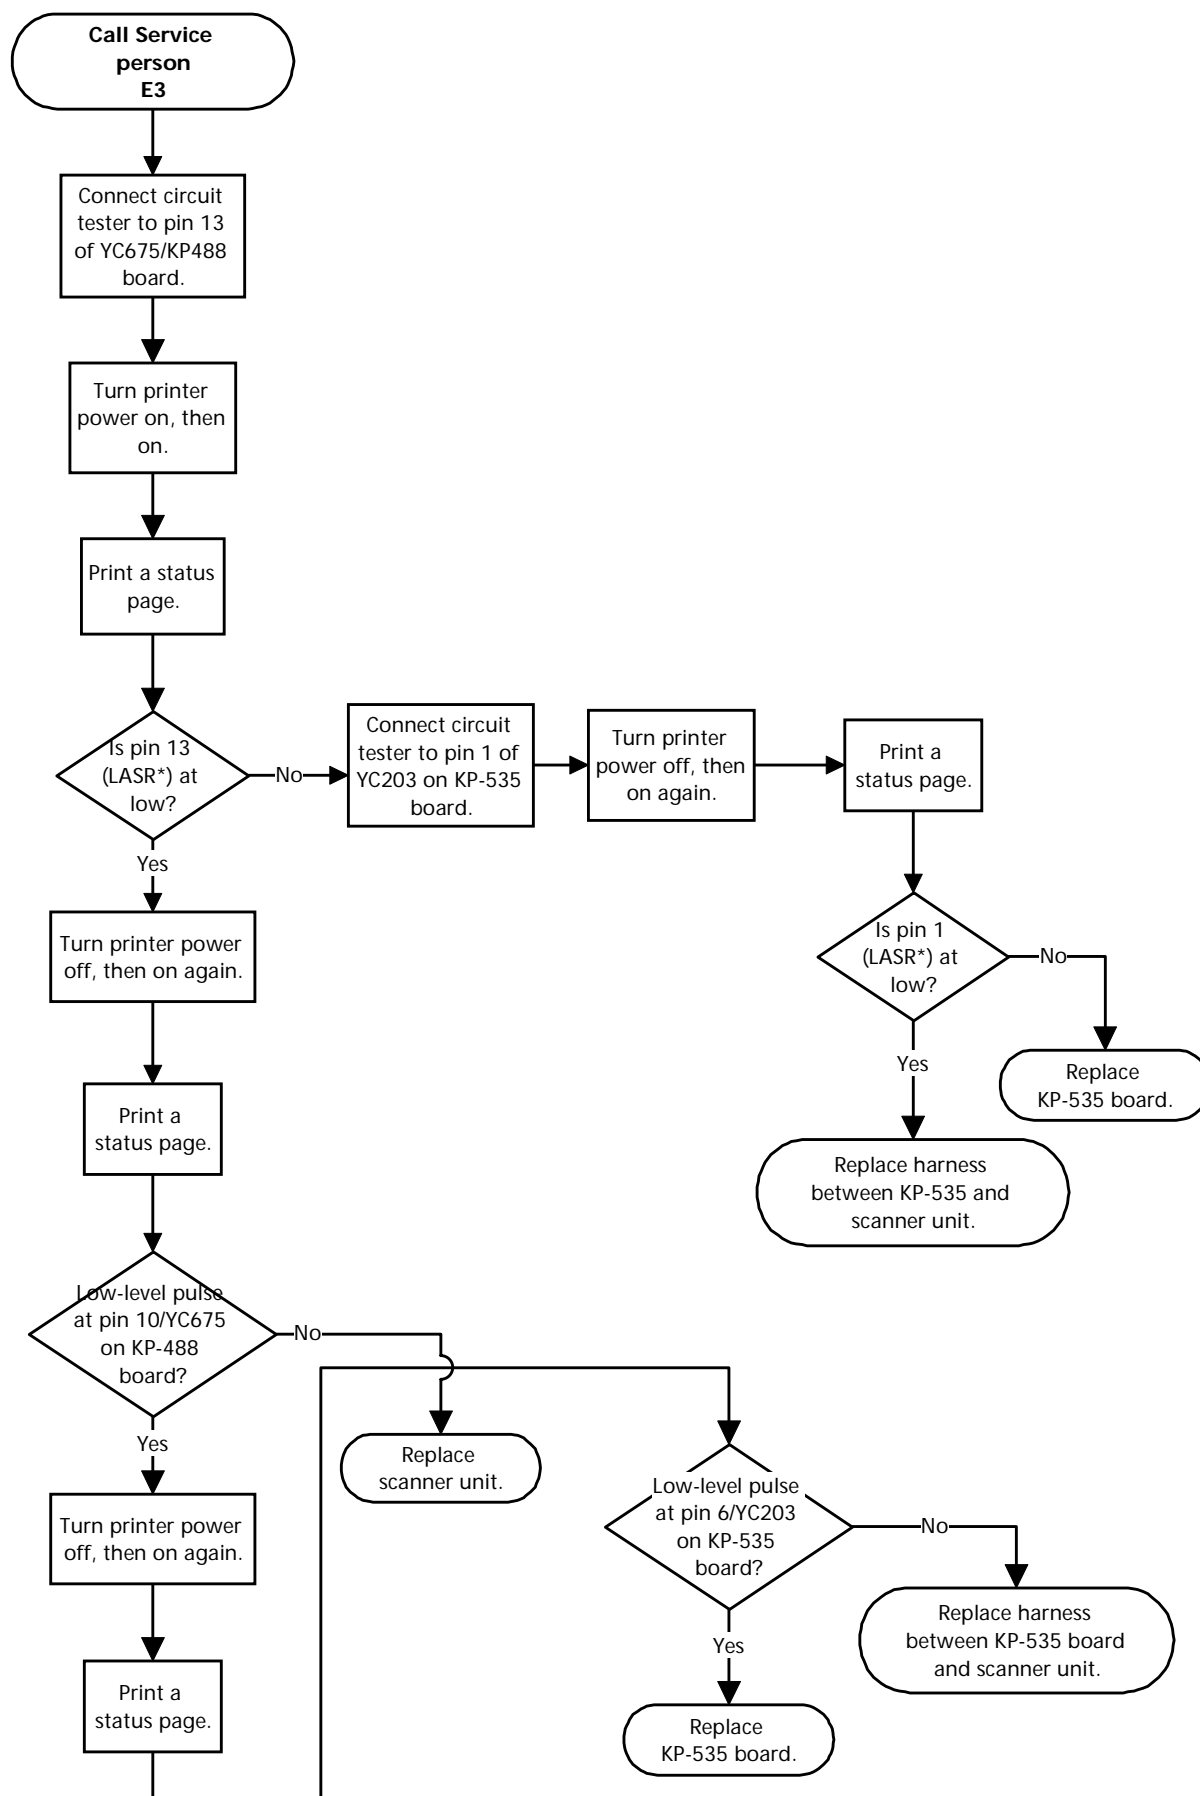 Call Service
person
E3
Connect circuit
tester to pin 13
of YC675/KP488
board.
Turn printer
power on, then
on.
Print a status
page.
Is pin 13
(LASR*) at
low?
No
Connect circuit
tester to pin 1 of
YC203 on KP-535
board.
Turn printer
power off, then
on again.
Print a
status page.
Yes
Is pin 1
(LASR*) at
low?
No
Yes
Replace
KP-535 board.
Replace harness
between KP-535 and
scanner unit.
Turn printer power
off, then on again.
Print a
status page.
Low-level pulse
at pin 10/YC675
on KP-488
board?
No
Yes
Replace
scanner unit.
Turn printer power
off, then on again.
Print a
status page.
Low-level pulse
at pin 6/YC203
on KP-535
board?
No
Yes
Replace harness
between KP-535 board
and scanner unit.
Replace
KP-535 board.